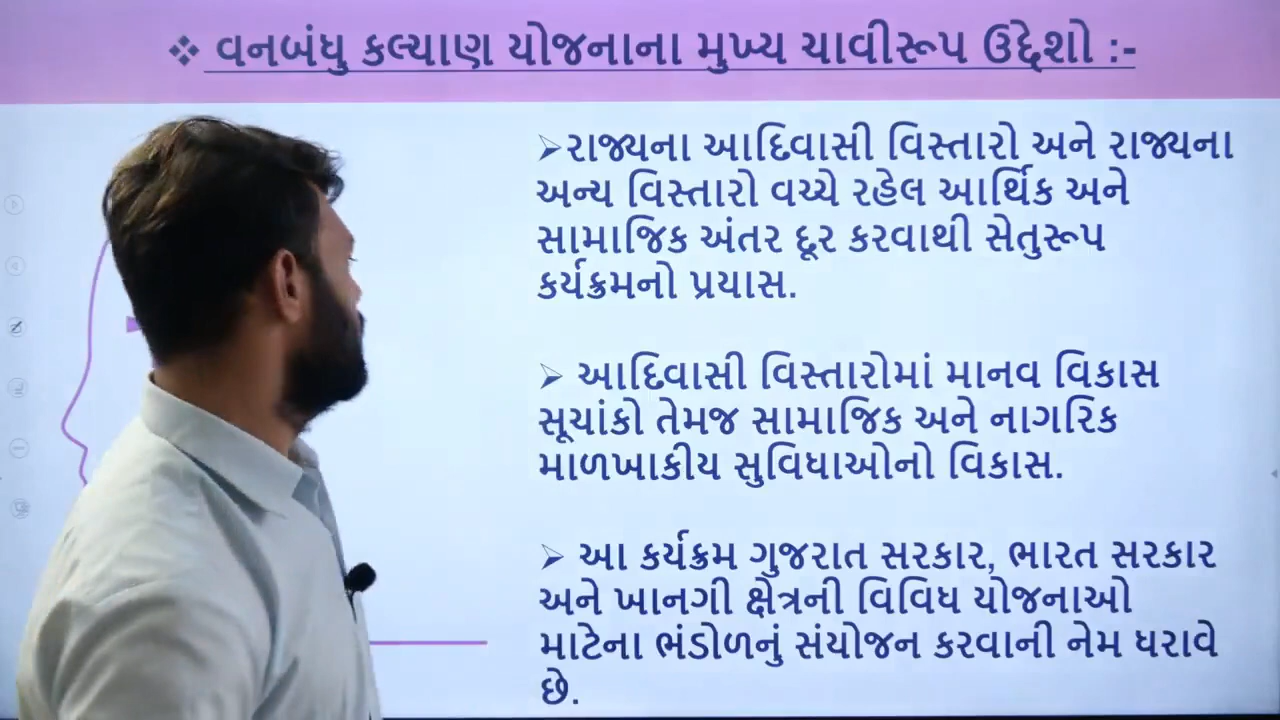 ❖ વનબંધુ કલ્યાણ યોજનાના મુખ્ય ચાવીરૂપ ઉદ્દેશો :-
➢રાજ્યના આદિવાસી વિસ્તારો અને રાજ્યના
અન્ય વિસ્તારો વચ્ચે રહેલ આર્થિક અને
સામાજિક અંતર દૂર કરવાથી સેતુરૂપ
કર્યક્રમનો પ્રયાસ.
➢ આદિવાસી વિસ્તારોમાં માનવ વિકાસ
સૂચાંકો તેમજ સામાજિક અને નાગરિક
માળખાકીય સુવિધાઓનો વિકાસ.
➢ આ કર્યક્રમ ગુજરાત સરકાર, ભારત સરકાર
અને ખાનગી ક્ષેત્રની વિવિધ યોજનાઓ
માટેના ભંડોળનું સંયોજન કરવાની નેમ ધરાવે
છે.